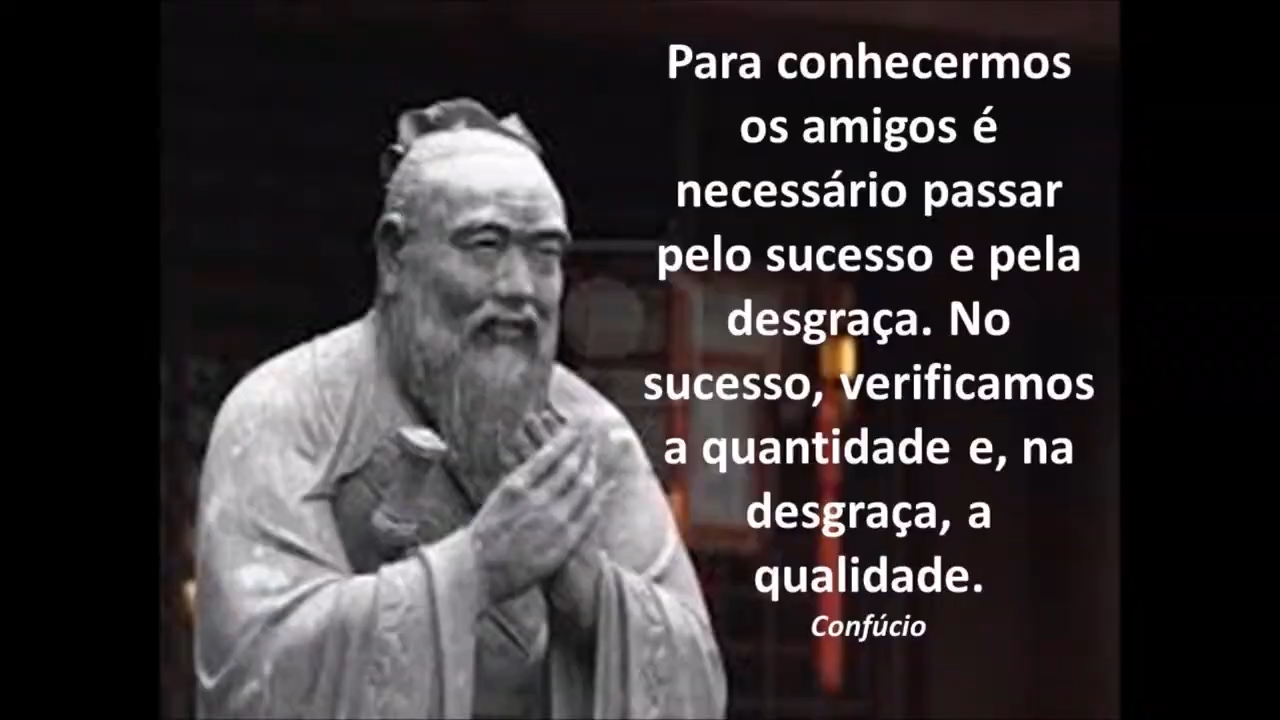 Para conhecermos
os amigos é
necessário passar
pelo sucesso e pela
desgraça. No
sucesso, verificamos
a quantidade e, na
desgraça, a
qualidade.
Confúcio